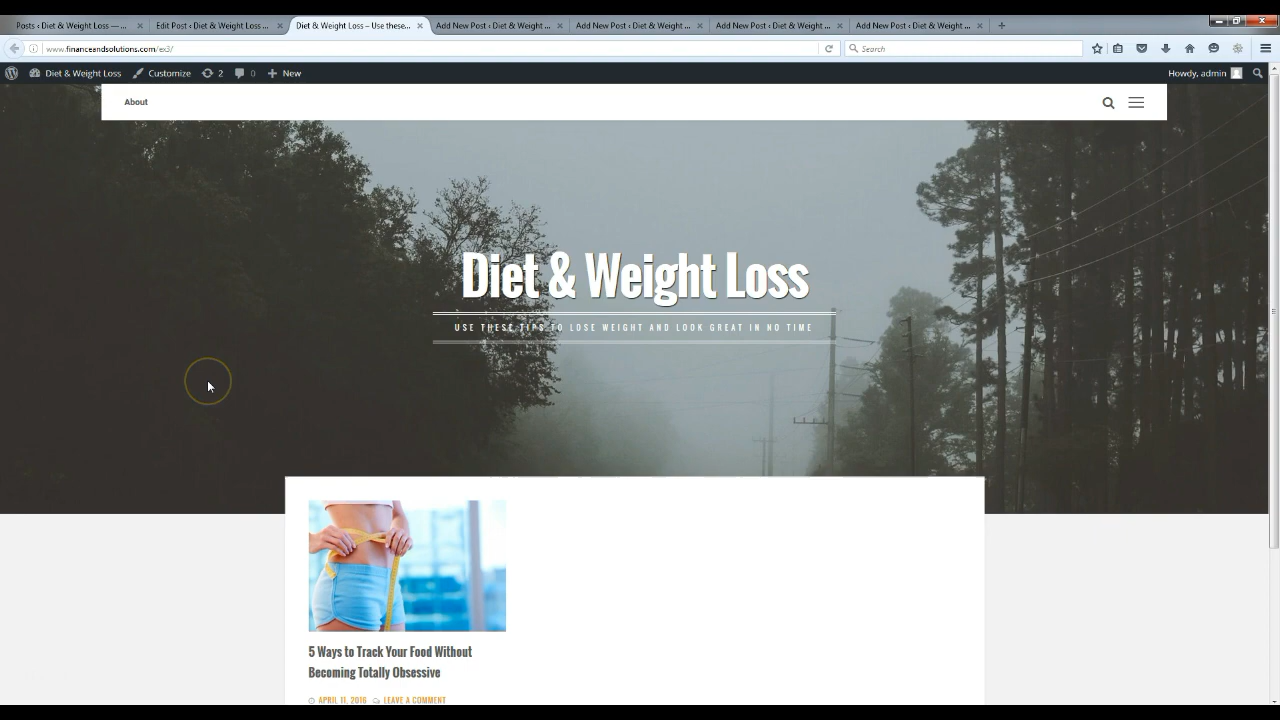 Posts ‹ Diet & Weight Loss —...
Edit Post ‹ Diet & Weight Loss ...
Diet & Weight Loss – Use these...
Add New Post ‹ Diet & Weight ...
Add New Post ‹ Diet & Weight ...
Add New Post ‹ Diet & Weight ...
Add New Post ‹ Diet & Weight ...
www.financeandsolutions.com/ex3/
Search
Diet & Weight Loss
Customize
2
0
New
Howdy, admin
About
Diet & Weight Loss
USE THESE TIPS TO LOSE WEIGHT AND LOOK GREAT IN NO TIME
5 Ways to Track Your Food Without
Becoming Totally Obsessive
APRIL 11, 2016 LEAVE A COMMENT